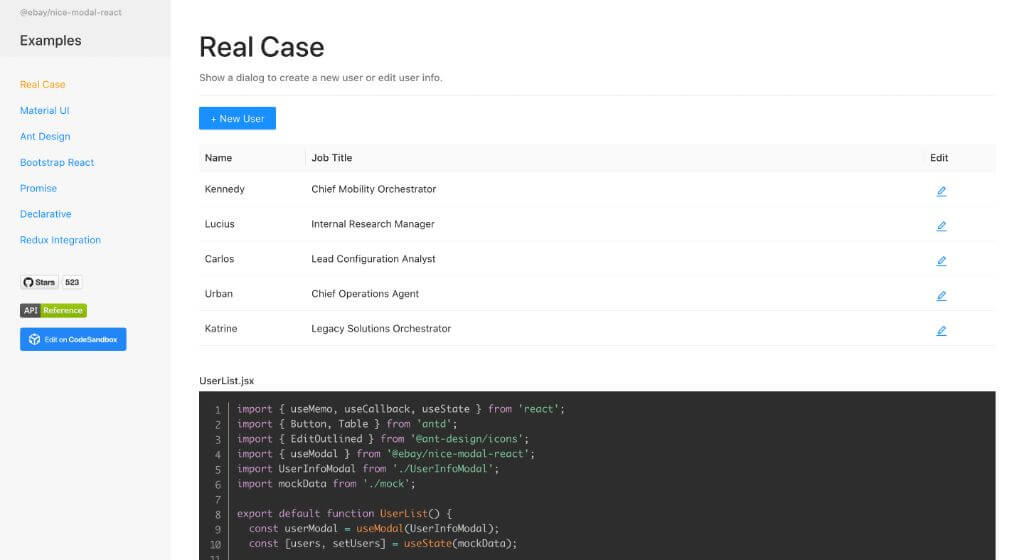 @ebay/nice-modal-react
Examples
Real Case
Material UI
Ant Design
Bootstrap React
Promise
Declarative
Redux Integration
Stars 523
API Reference
Edit on CodeSandbox
Real Case
Show a dialog to create a new user or edit user info.
+ New User
Name Job Title Edit
Kennedy Chief Mobility Orchestrator
Lucius Internal Research Manager
Carlos Lead Configuration Analyst
Urban Chief Operations Agent
Katrine Legacy Solutions Orchestrator
UserList.jsx
1 import { useMemo, useCallback, useState } from 'react';
2 import { Button, Table } from 'antd';
3 import { EditOutlined } from '@ant-design/icons';
4 import { useModal } from '@ebay/nice-modal-react';
5 import UserInfoModal from './UserInfoModal';
6 import mockData from './mock';
7
8 export default function UserList() {
9 const userModal = useModal(UserInfoModal);
10 const [users, setUsers] = useState(mockData);
11